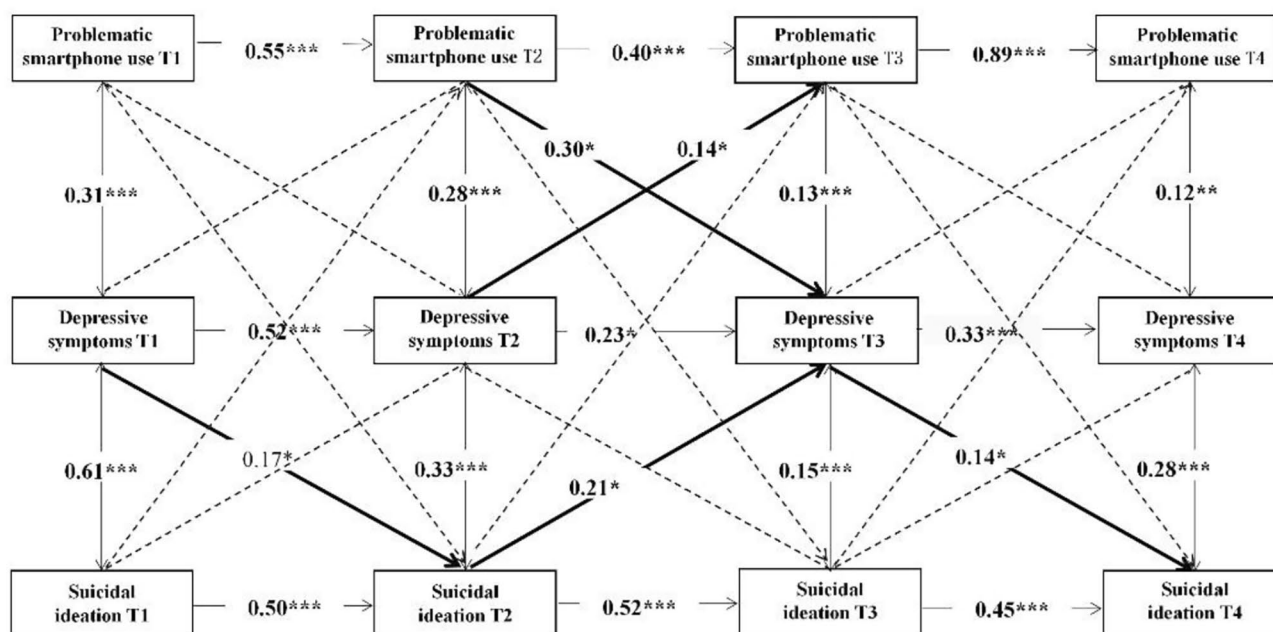 Problematic
smartphone use T1
0.55***
Problematic
smartphone use T2
0.40***
Problematic
smartphone use T3
0.89***
Problematic
smartphone use T4
0.30*
0.14*
0.31***
0.28***
0.13***
0.12**
Depressive
symptoms T1
0.52***
Depressive
symptoms T2
0.23*
Depressive
symptoms T3
0.33***
Depressive
symptoms T4
0.61***
0.17*
0.33***
0.21*
0.15***
0.14*
0.28***
Suicidal
ideation T1
0.50***
Suicidal
ideation T2
0.52***
Suicidal
ideation T3
0.45***
Suicidal
ideation T4